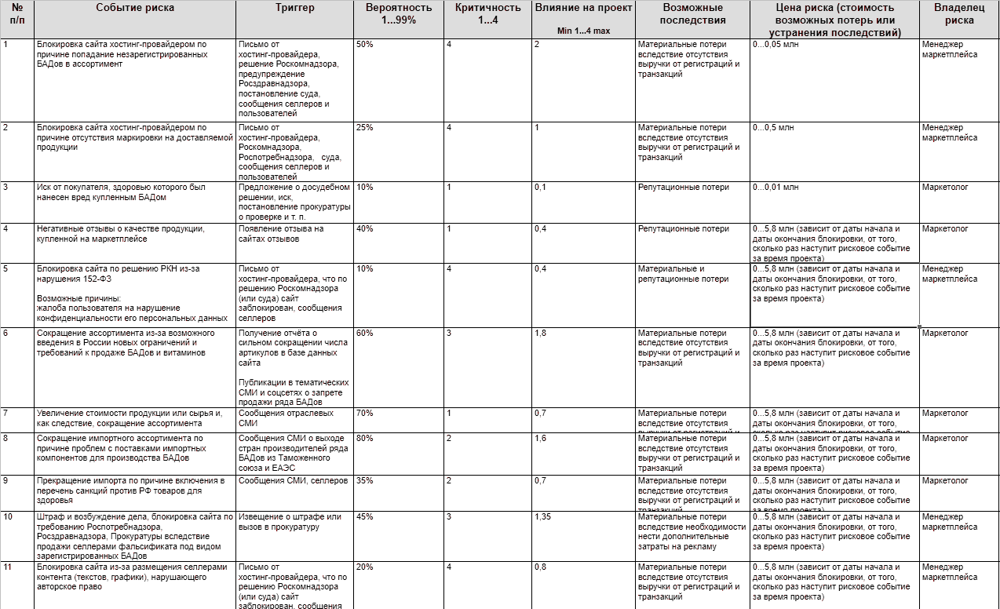 №
п/п
Событие риска
Триггер
Вероятность
1...99%
Критичность
1...4
Влияние на проект
Min 1...4 max
Возможные
последствия
Цена риска (стоимость
возможных потерь или
устранения последствий)
Владелец
риска
1
Блокировка сайта хостинг-провайдером по
причине попадание незарегистрированных
БАДов в ассортимент
Письмо от
хостинг-провайдера,
решение Роскомнадзора,
предупреждение
Росздравнадзора,
постановление суда,
сообщения селлеров и
пользователей
50%
4
2
Материальные потери
вследствие отсутствия
выручки от регистраций и
транзакций
0...0,05 млн
Менеджер
маркетплейса
2
Блокировка сайта хостинг-провайдером по
причине отсутствия маркировки на доставляемой
продукции
Письмо от
хостинг-провайдера,
Роскомнадзора,
Роспотребнадзора, суда,
сообщения селлеров и
пользователей
25%
4
1
Материальные потери
вследствие отсутствия
выручки от регистраций и
транзакций
0...0,5 млн
Менеджер
маркетплейса
3
Иск от покупателя, здоровью которого был
нанесен вред купленным БАДом
Предложение о досудебном
решении, иск,
постановление прокуратуры
о проверке и т. п.
10%
1
0,1
Репутационные потери
0...0,01 млн
Маркетолог
4
Негативные отзывы о качестве продукции,
купленной на маркетплейсе
Появление отзыва на
сайтах отзывов
40%
1
0,4
Репутационные потери
0...5,8 млн (зависит от даты начала и
даты окончания блокировки, от того,
сколько раз наступит рисковое событие
за время проекта)
Маркетолог
5
Блокировка сайта по решению РКН из-за
нарушения 152-ФЗ
Возможные причины:
жалоба пользователя на нарушение
конфиденциальности его персональных данных
Письмо от
хостинг-провайдера, что по
решению Роскомнадзора
(или суда) сайт
заблокирован, сообщения
селлеров
10%
4
0,4
Материальные и
репутационные потери
0...5,8 млн (зависит от даты начала и
даты окончания блокировки, от того,
сколько раз наступит рисковое событие
за время проекта)
Менеджер
маркетплейса
6
Сокращение ассортимента из-за возможного
введения в России новых ограничений и
требований к продаже БАДов и витаминов
Получение отчёта о
сильном сокращении числа
артикулов в базе данных
сайта
Публикации в тематических
СМИ и соцсетях о запрете
продажи ряда БАДов
60%
3
1,8
Материальные потери
вследствие отсутствия
выручки от регистраций и
транзакций
0...5,8 млн (зависит от даты начала и
даты окончания блокировки, от того,
сколько раз наступит рисковое событие
за время проекта)
Маркетолог
7
Увеличение стоимости продукции или сырья и,
как следствие, сокращение ассортимента
Сообщения отраслевых
СМИ
70%
1
0,7
Материальные потери
вследствие отсутствия
выручки от регистраций и
0...5,8 млн (зависит от даты начала и
даты окончания блокировки, от того,
сколько раз наступит рисковое событие
Маркетолог
8
Сокращение импортного ассортимента по
причине проблем с поставками импортных
компонентов для производства БАДов
Сообщения СМИ о выходе
стран производителей ряда
БАДов из Таможенного
союза и ЕАЭС
80%
2
1,6
Материальные потери
вследствие отсутствия
выручки от регистраций и
транзакций
0...5,8 млн (зависит от даты начала и
даты окончания блокировки, от того,
сколько раз наступит рисковое событие
за время проекта)
Маркетолог
9
Прекращение импорта по причине включения в
перечень санкций против РФ товаров для
здоровья
Сообщения СМИ, селлеров
35%
2
0,7
Материальные потери
вследствие отсутствия
выручки от регистраций и
транзакций
0...5,8 млн (зависит от даты начала и
даты окончания блокировки, от того,
сколько раз наступит рисковое событие
за время проекта)
Маркетолог
10
Штраф и возбуждение дела, блокировка сайта по
требованию Роспотребнадзора,
Росздравнадзора, Прокуратуры вследствие
продажи селлерами фальсификата под видом
зарегистрированных БАДов
Извещение о штрафе или
вызов в прокуратуру
45%
3
1,35
Материальные потери
вследствие необходимости
нести дополнительные
затраты на рекламу
0...5,8 млн (зависит от даты начала и
даты окончания блокировки, от того,
сколько раз наступит рисковое событие
за время проекта)
Менеджер
маркетплейса
11
Блокировка сайта из-за размещения селлерами
контента (текстов, графики), нарушающего
авторское право
Письмо от
хостинг-провайдера, что по
решению Роскомнадзора
(или суда) сайт
заблокирован, сообщения
20%
4
0,8
Материальные потери
вследствие отсутствия
выручки от регистраций и
транзакций
0...5,8 млн (зависит от даты начала и
даты окончания блокировки, от того,
сколько раз наступит рисковое событие
за время проекта)
Менеджер
маркетплейса